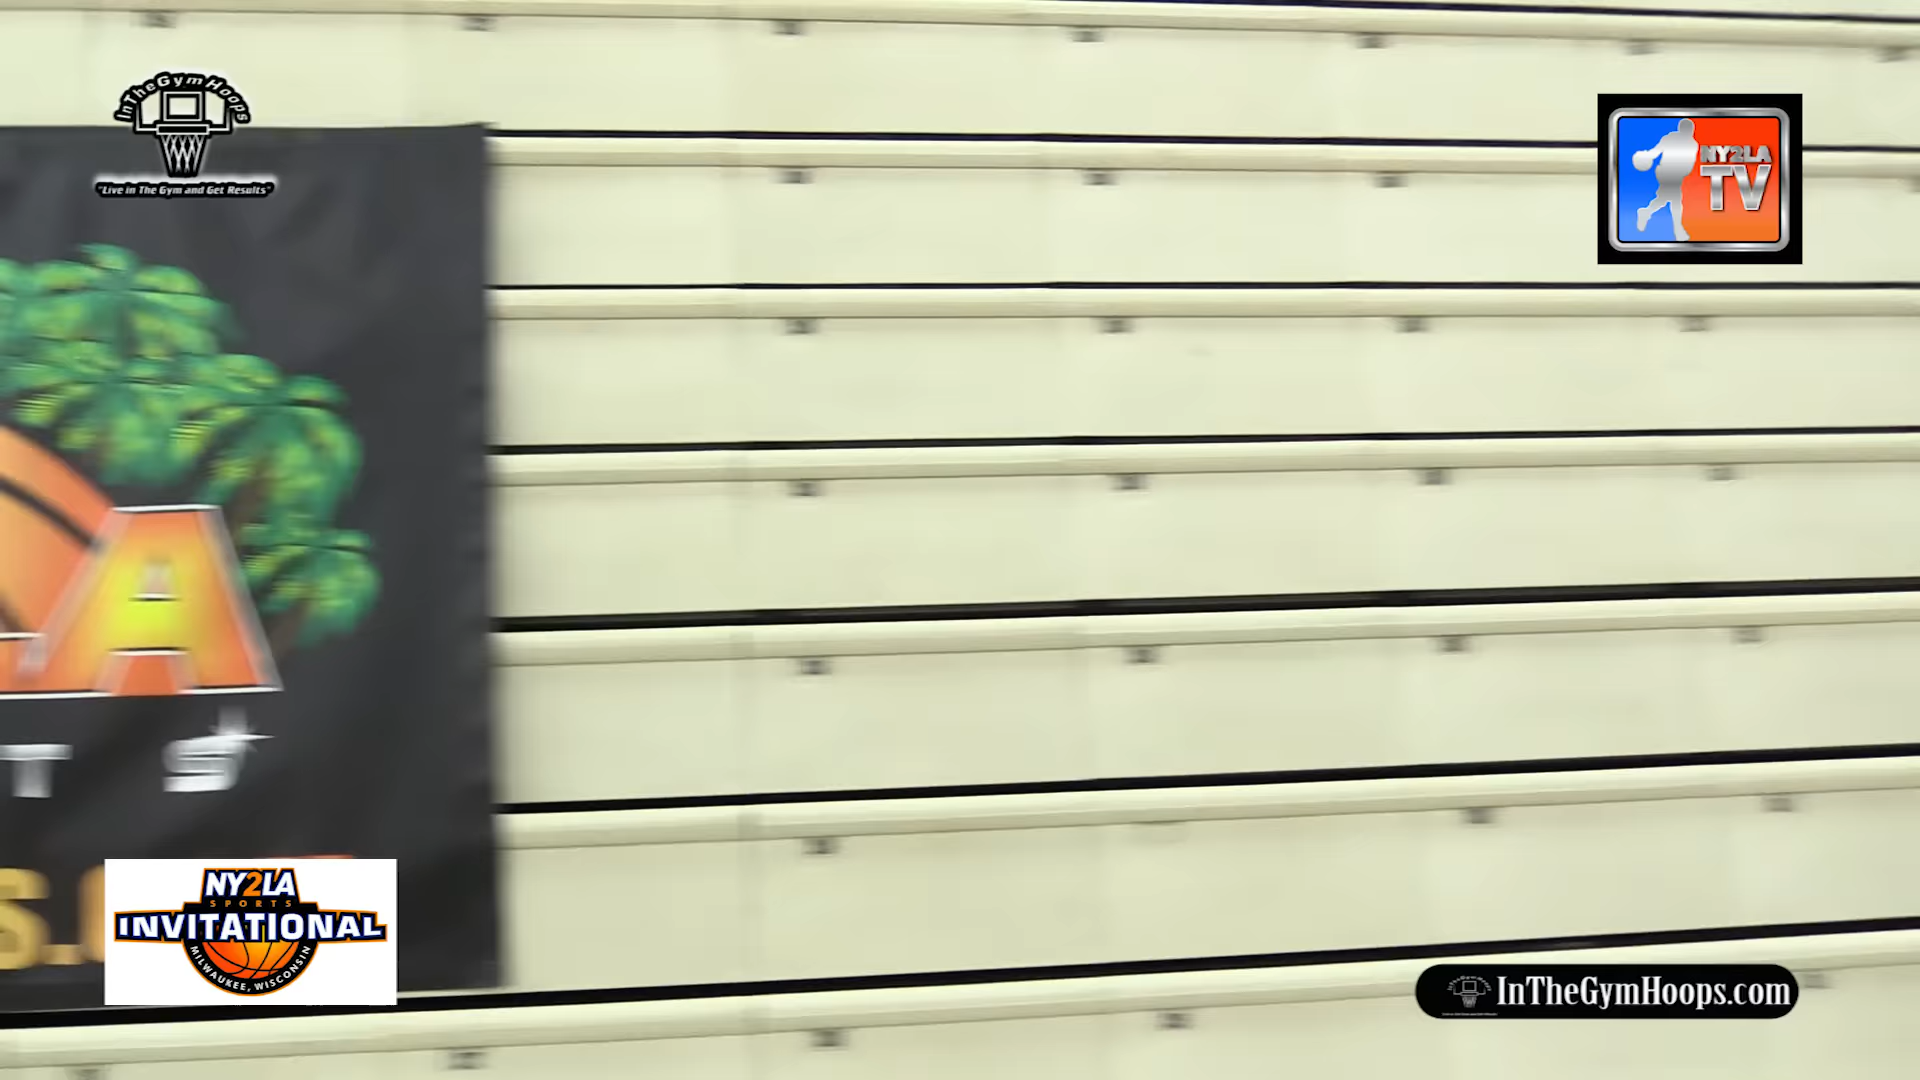 InTheGymHoops
"Live in The Gym and Get Results"
NY2LA
TV
A
T S
S.
NY2LA
SPORTS
INVITATIONAL
MILWAUKEE, WISCONSIN
InTheGymHoops.com